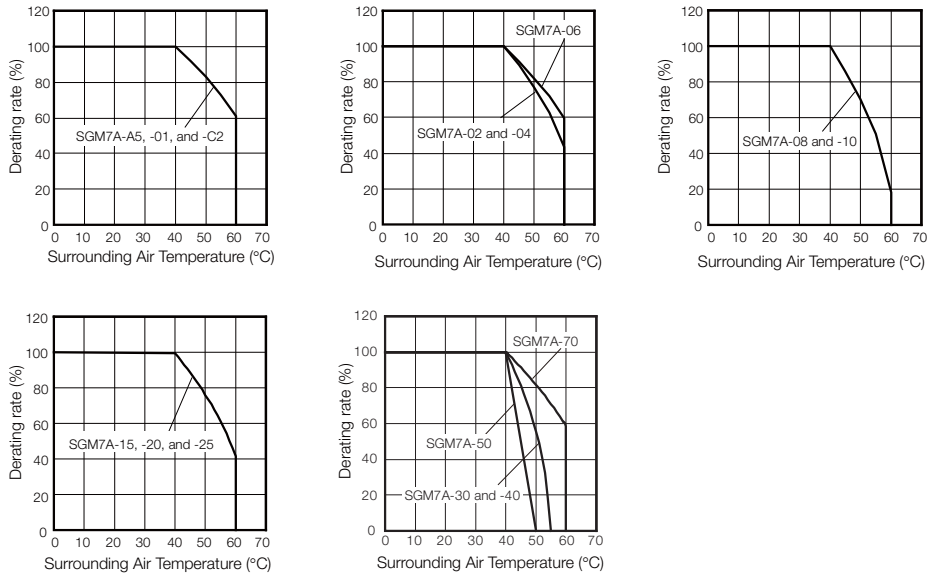 120
100
80
60
40
20
0
Derating rate (%)
SGM7A-A5, -01, and -C2
0 10 20 30 40 50 60 70
Surrounding Air Temperature (°C)
120
100
80
60
40
20
0
Derating rate (%)
SGM7A-06
SGM7A-02 and -04
0 10 20 30 40 50 60 70
Surrounding Air Temperature (°C)
120
100
80
60
40
20
0
Derating rate (%)
SGM7A-08 and -10
0 10 20 30 40 50 60 70
Surrounding Air Temperature (°C)
120
100
80
60
40
20
0
Derating rate (%)
SGM7A-15, -20, and -25
0 10 20 30 40 50 60 70
Surrounding Air Temperature (°C)
120
100
80
60
40
20
0
Derating rate (%)
SGM7A-70
SGM7A-50
SGM7A-30 and -40
0 10 20 30 40 50 60 70
Surrounding Air Temperature (°C)